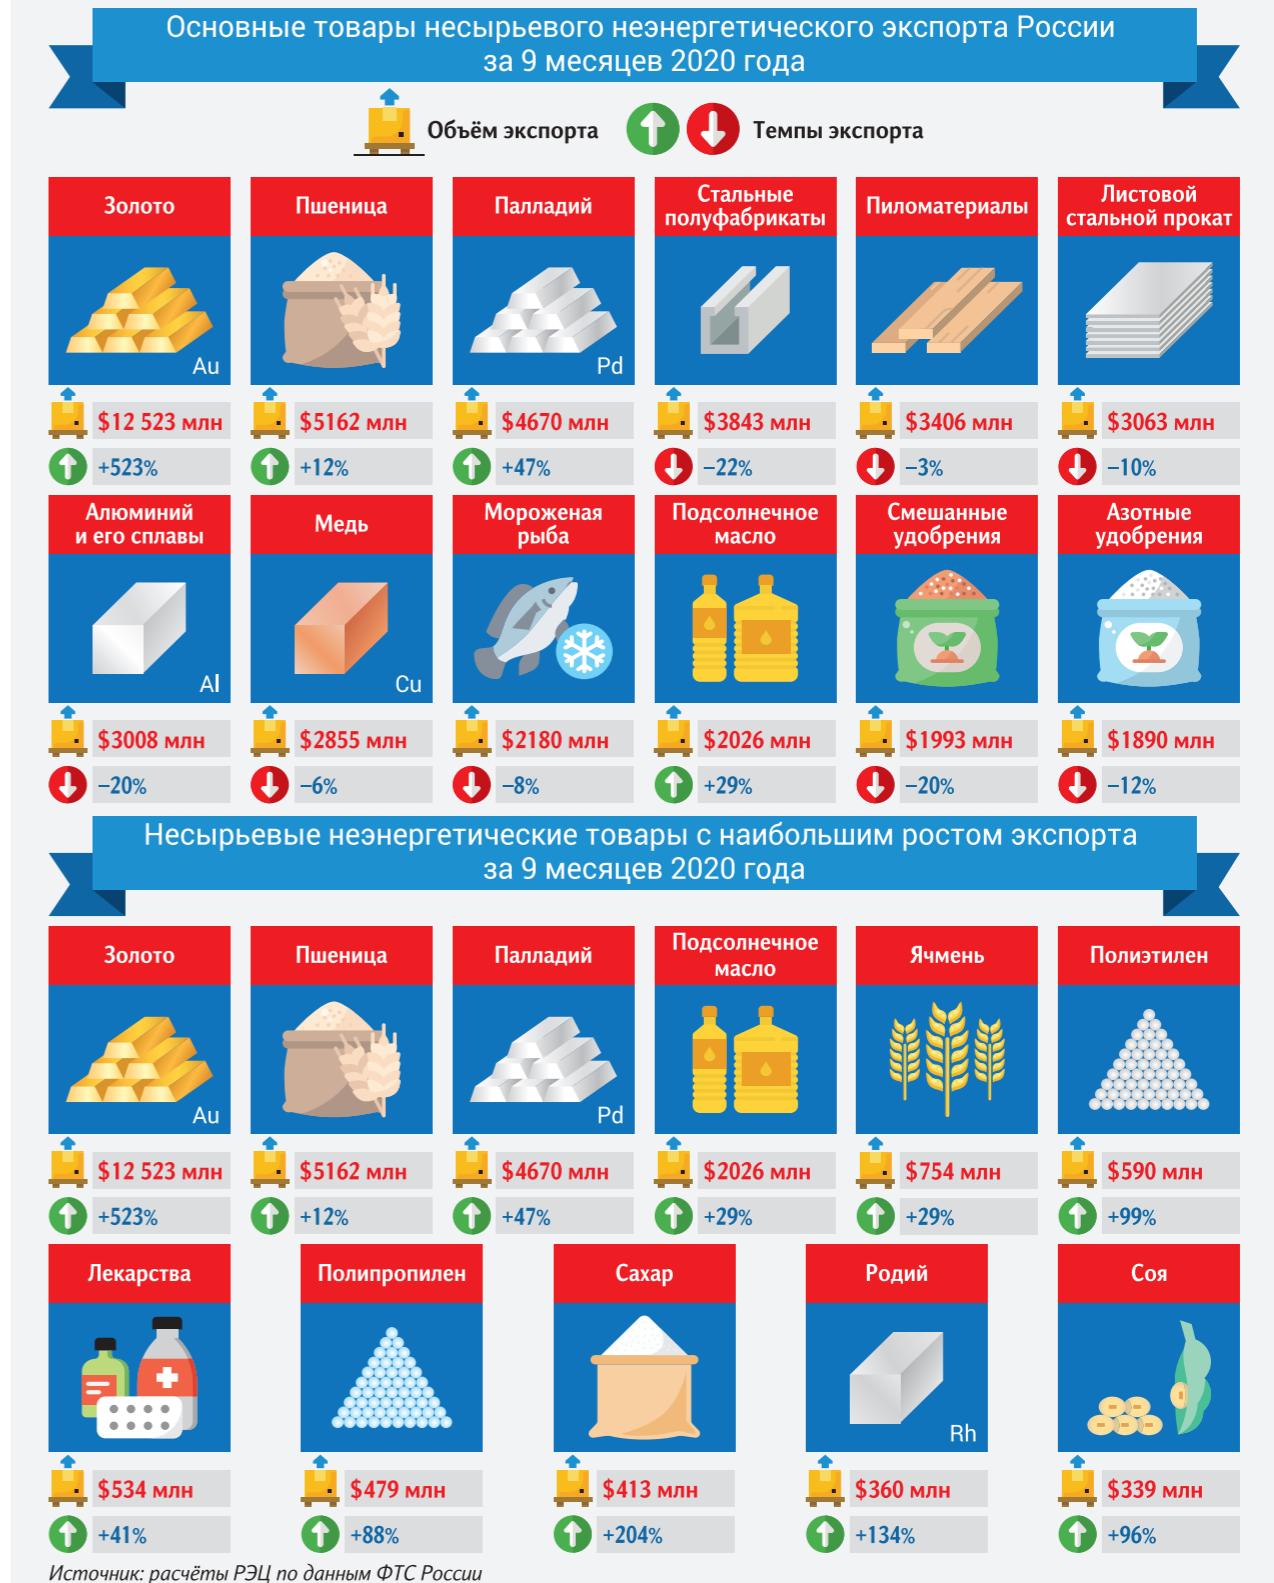 Основные товары несырьевого неэнергетического экспорта России
за 9 месяцев 2020 года
Объём экспорта
Темпы экспорта
Золото
Пшеница
Палладий
Стальные
полуфабрикаты
Пиломатериалы
Листовой
стальной прокат
Au
Pd
$12 523 млн
$5162 млн
$4670 млн
$3843 млн
$3406 млн
$3063 млн
+523%
+12%
+47%
–22%
–3%
–10%
Алюминий
и его сплавы
Медь
Мороженая
рыба
Подсолнечное
масло
Смешанные
удобрения
Азотные
удобрения
Al
Cu
$3008 млн
$2855 млн
$2180 млн
$2026 млн
$1993 млн
$1890 млн
–20%
–6%
–8%
+29%
–20%
–12%
Несырьевые неэнергетические товары с наибольшим ростом экспорта
за 9 месяцев 2020 года
Золото
Пшеница
Палладий
Подсолнечное
масло
Ячмень
Полиэтилен
Au
Pd
$12 523 млн
$5162 млн
$4670 млн
$2026 млн
$754 млн
$590 млн
+523%
+12%
+47%
+29%
+29%
+99%
Лекарства
Полипропилен
Сахар
Родий
Соя
Rh
$534 млн
$479 млн
$413 млн
$360 млн
$339 млн
+41%
+88%
+204%
+134%
+96%
Источник: расчёты РЭЦ по данным ФТС России